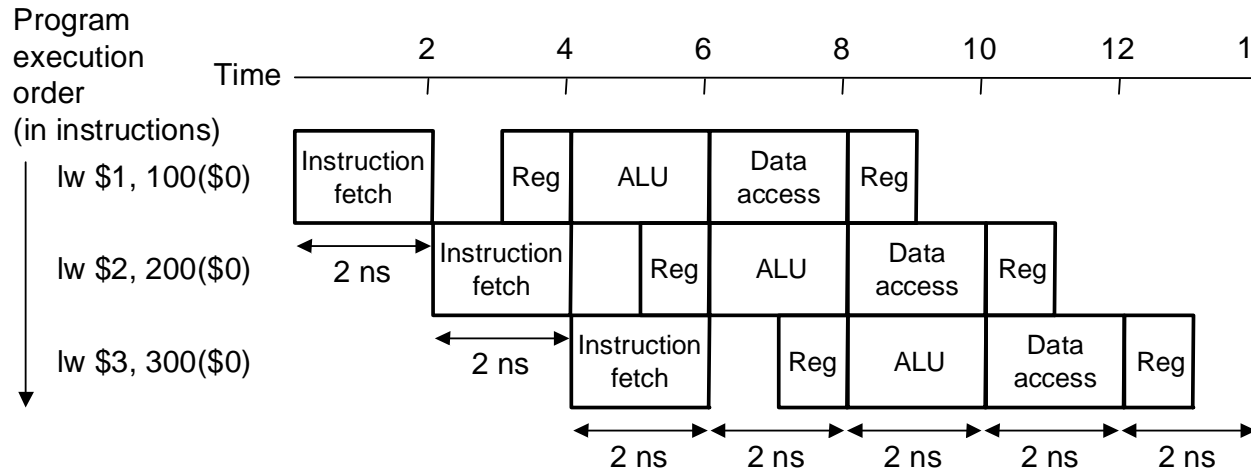 Program
execution
order
(in instructions)
Time
2 4 6 8 10 12 1
lw $1, 100($0)
Instruction
fetch
Reg
ALU
Data
access
Reg
lw $2, 200($0)
2 ns
Instruction
fetch
Reg
ALU
Data
access
Reg
lw $3, 300($0)
2 ns
Instruction
fetch
Reg
ALU
Data
access
Reg
2 ns 2 ns 2 ns 2 ns 2 ns